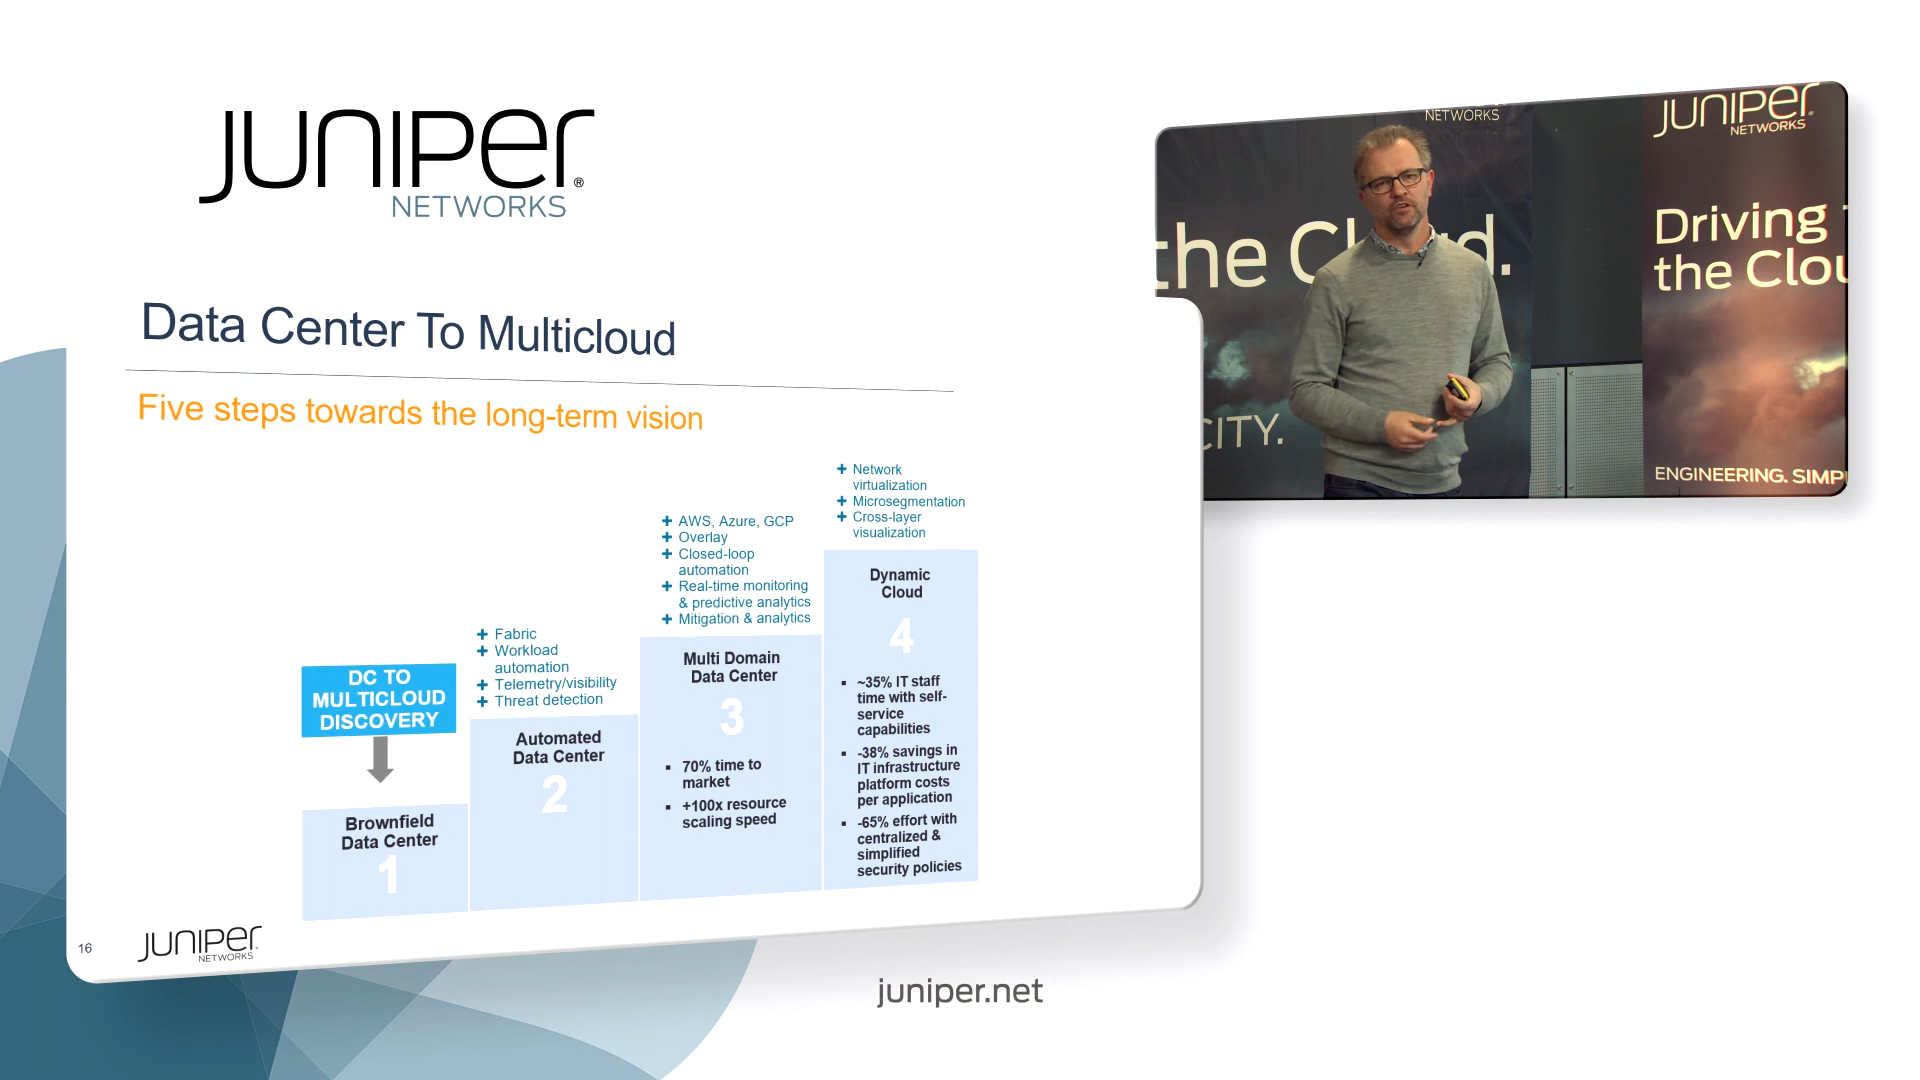 JUNIPER®
NETWORKS
Data Center To Multicloud
Five steps towards the long-term vision
DC TO
MULTICLOUD
DISCOVERY
Brownfield
Data Center
1
+ Fabric
+ Workload
automation
+ Telemetry/visibility
+ Threat detection
Automated
Data Center
2
+ AWS, Azure, GCP
+ Overlay
+ Closed-loop
automation
+ Real-time monitoring
& predictive analytics
+ Mitigation & analytics
Multi Domain
Data Center
3
▪ 70% time to
market
▪ +100x resource
scaling speed
+ Network
virtualization
+ Microsegmentation
+ Cross-layer
visualization
Dynamic
Cloud
4
▪ ~35% IT staff
time with self-
service
capabilities
▪ -38% savings in
IT infrastructure
platform costs
per application
▪ -65% effort with
centralized &
simplified
security policies
16
JUNIPER
NETWORKS
NETWORKS
the Cl d.
CITY.
JUNIPER
NETWORKS
Driving
the Clou
ENGINEERING. SIMP
juniper.net